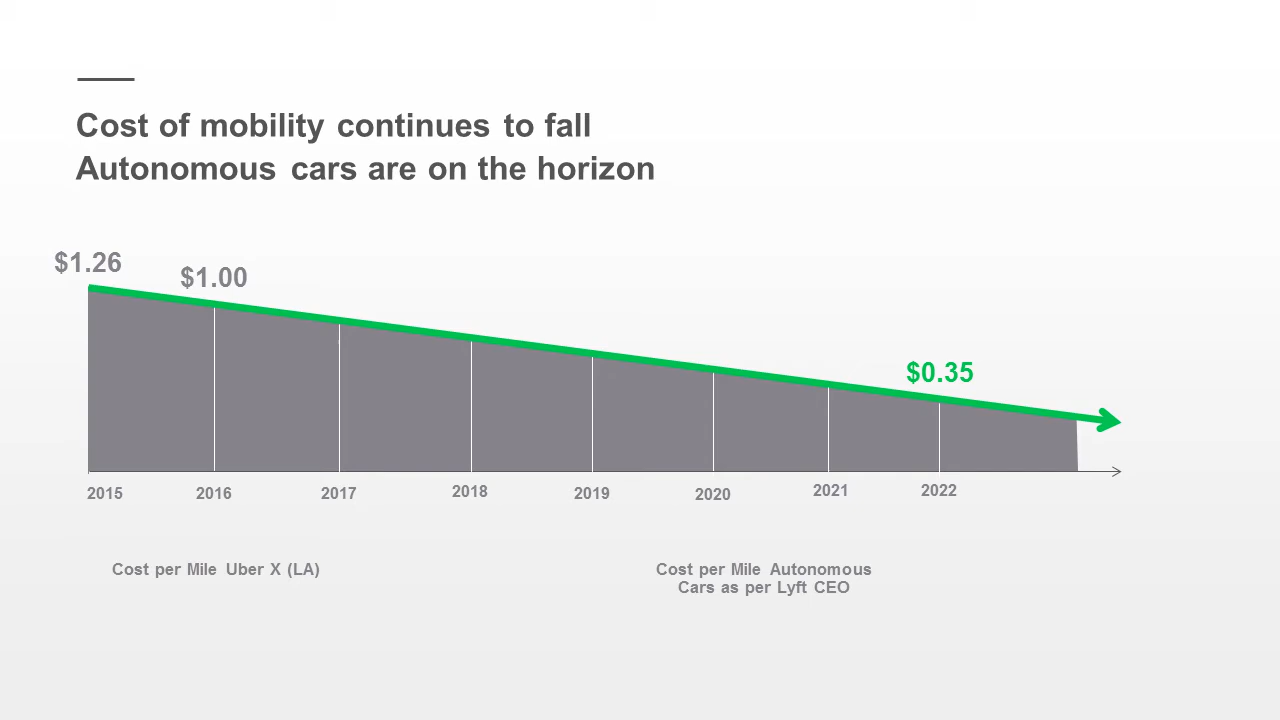 Cost of mobility continues to fall
Autonomous cars are on the horizon
$1.26
$1.00
$0.35
2015
2016
2017
2018
2019
2020
2021
2022
Cost per Mile Uber X (LA)
Cost per Mile Autonomous
Cars as per Lyft CEO